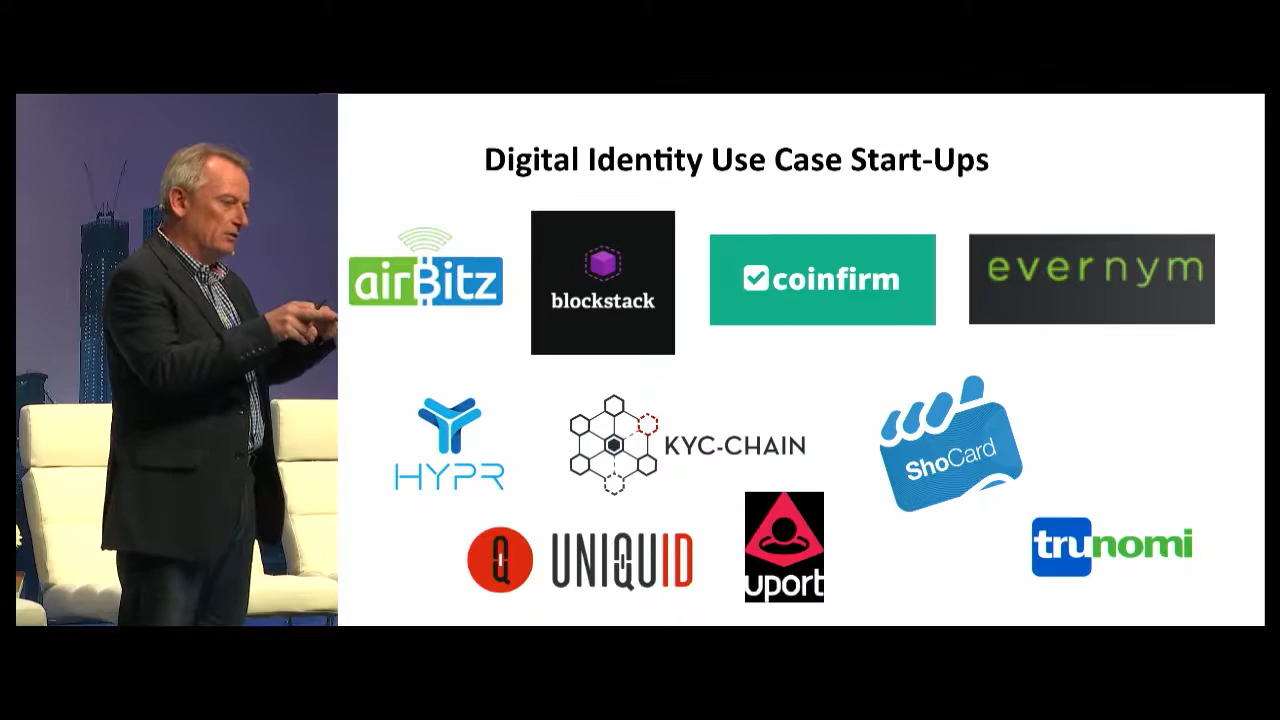 Digital Identity Use Case Start-Ups
airBitz
blockstack
coinfirm
evernym
HYPR
KYC-CHAIN
ShoCard
UNIQUID
uport
trunomi